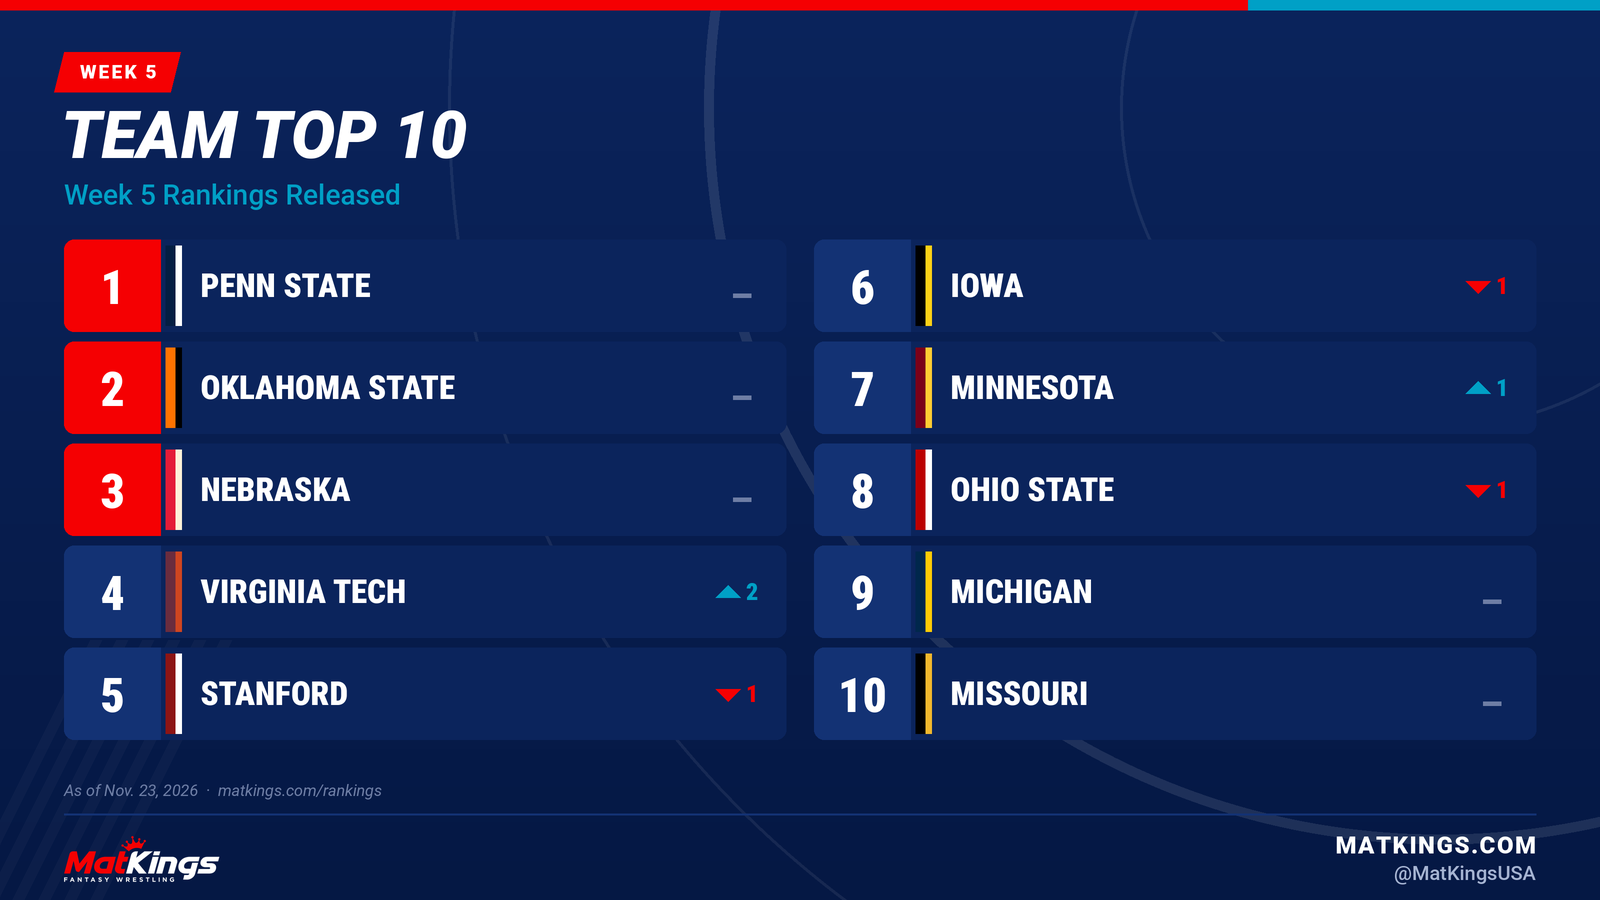 WEEK 5
TEAM TOP 10
Week 5 Rankings Released
1 PENN STATE –
2 OKLAHOMA STATE –
3 NEBRASKA –
4 VIRGINIA TECH ▲ 2
5 STANFORD ▼ 1
6 IOWA ▼ 1
7 MINNESOTA ▲ 1
8 OHIO STATE ▼ 1
9 MICHIGAN –
10 MISSOURI –
As of Nov. 23, 2026 · matkings.com/rankings
MatKings
FANTASY WRESTLING
MATKINGS.COM
@MatKingsUSA